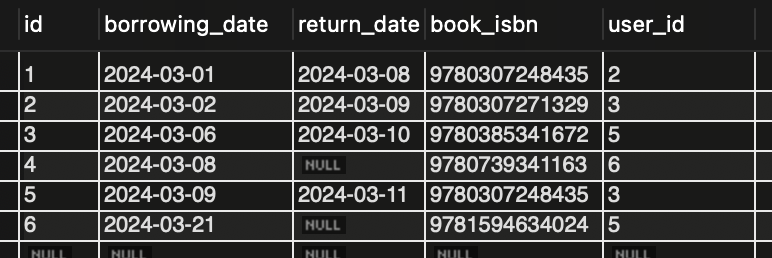 id borrowing_date return_date book_isbn user_id
1 2024-03-01 2024-03-08 9780307248435 2
2 2024-03-02 2024-03-09 9780307271329 3
3 2024-03-06 2024-03-10 9780385341672 5
4 2024-03-08 NULL 9780739341163 6
5 2024-03-09 2024-03-11 9780307248435 3
6 2024-03-21 NULL 9781594634024 5
NULL NULL NULL NULL NULL